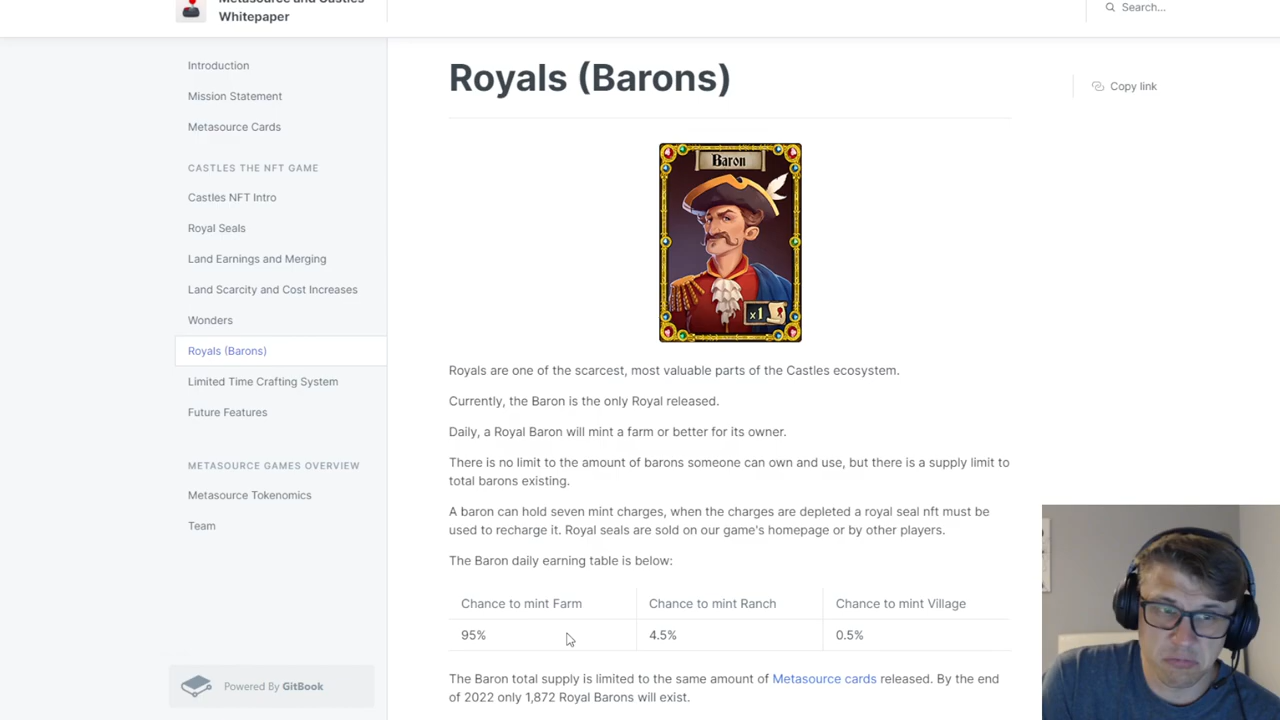 Metasource and Castles
Whitepaper
Search...
Introduction
Mission Statement
Metasource Cards
CASTLES THE NFT GAME
Castles NFT Intro
Royal Seals
Land Earnings and Merging
Land Scarcity and Cost Increases
Wonders
Royals (Barons)
Limited Time Crafting System
Future Features
METASOURCE GAMES OVERVIEW
Metasource Tokenomics
Team
Powered By GitBook
Royals (Barons)
Copy link
Baron
x1
Royals are one of the scarcest, most valuable parts of the Castles ecosystem.
Currently, the Baron is the only Royal released.
Daily, a Royal Baron will mint a farm or better for its owner.
There is no limit to the amount of barons someone can own and use, but there is a supply limit to
total barons existing.
A baron can hold seven mint charges, when the charges are depleted a royal seal nft must be
used to recharge it. Royal seals are sold on our game's homepage or by other players.
The Baron daily earning table is below:
Chance to mint Farm Chance to mint Ranch Chance to mint Village
95% 4.5% 0.5%
The Baron total supply is limited to the same amount of Metasource cards released. By the end
of 2022 only 1,872 Royal Barons will exist.